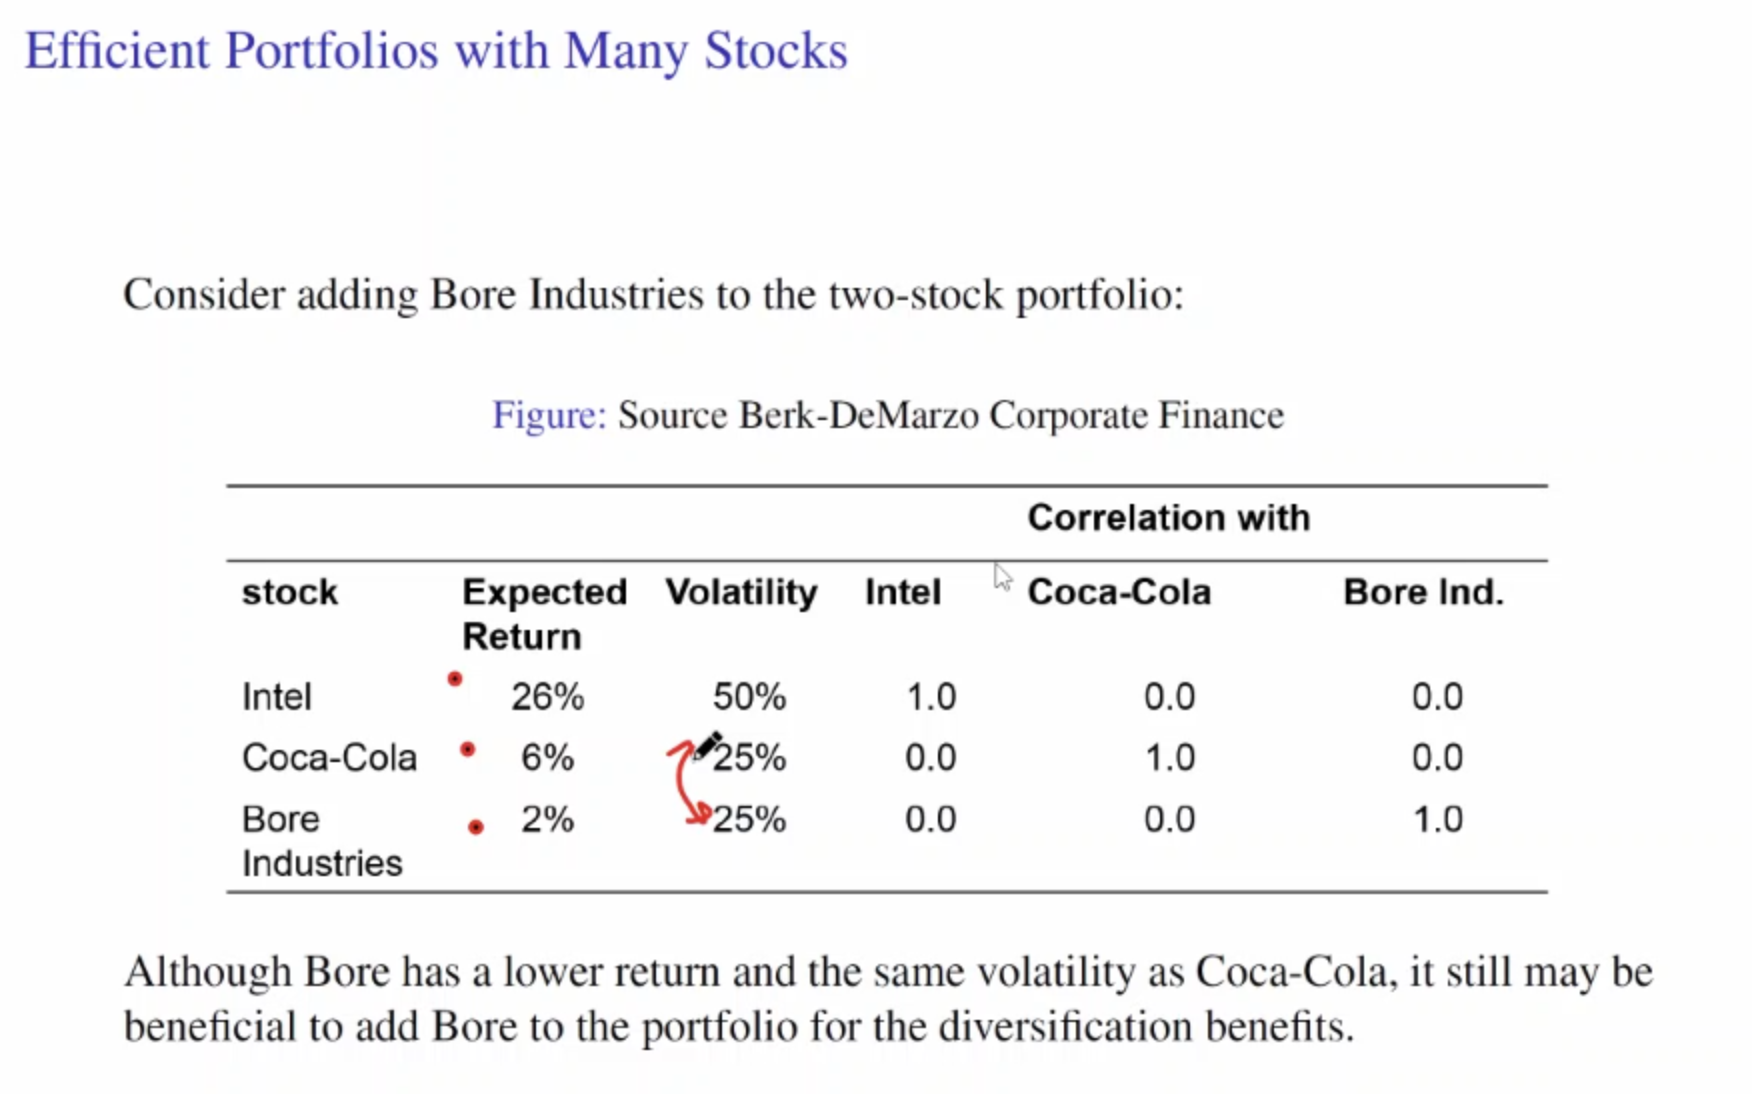 Efficient Portfolios with Many Stocks
Consider adding Bore Industries to the two-stock portfolio:
Figure: Source Berk-DeMarzo Corporate Finance
Correlation with
stock Expected Volatility Intel Coca-Cola Bore Ind.
Return
Intel 26% 50% 1.0 0.0 0.0
Coca-Cola 6% 25% 0.0 1.0 0.0
Bore 2% 25% 0.0 0.0 1.0
Industries
Although Bore has a lower return and the same volatility as Coca-Cola, it still may be
beneficial to add Bore to the portfolio for the diversification benefits.